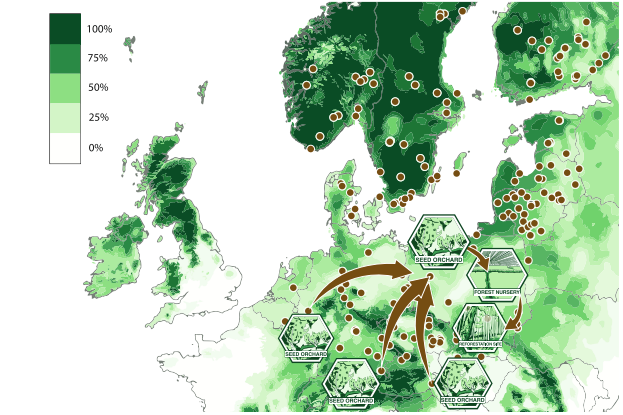 100%
75%
50%
25%
0%
SEED ORCHARD
FOREST NURSERY
REFORESTATION SITE
SEED ORCHARD
SEED ORCHARD
SEED ORCHARD